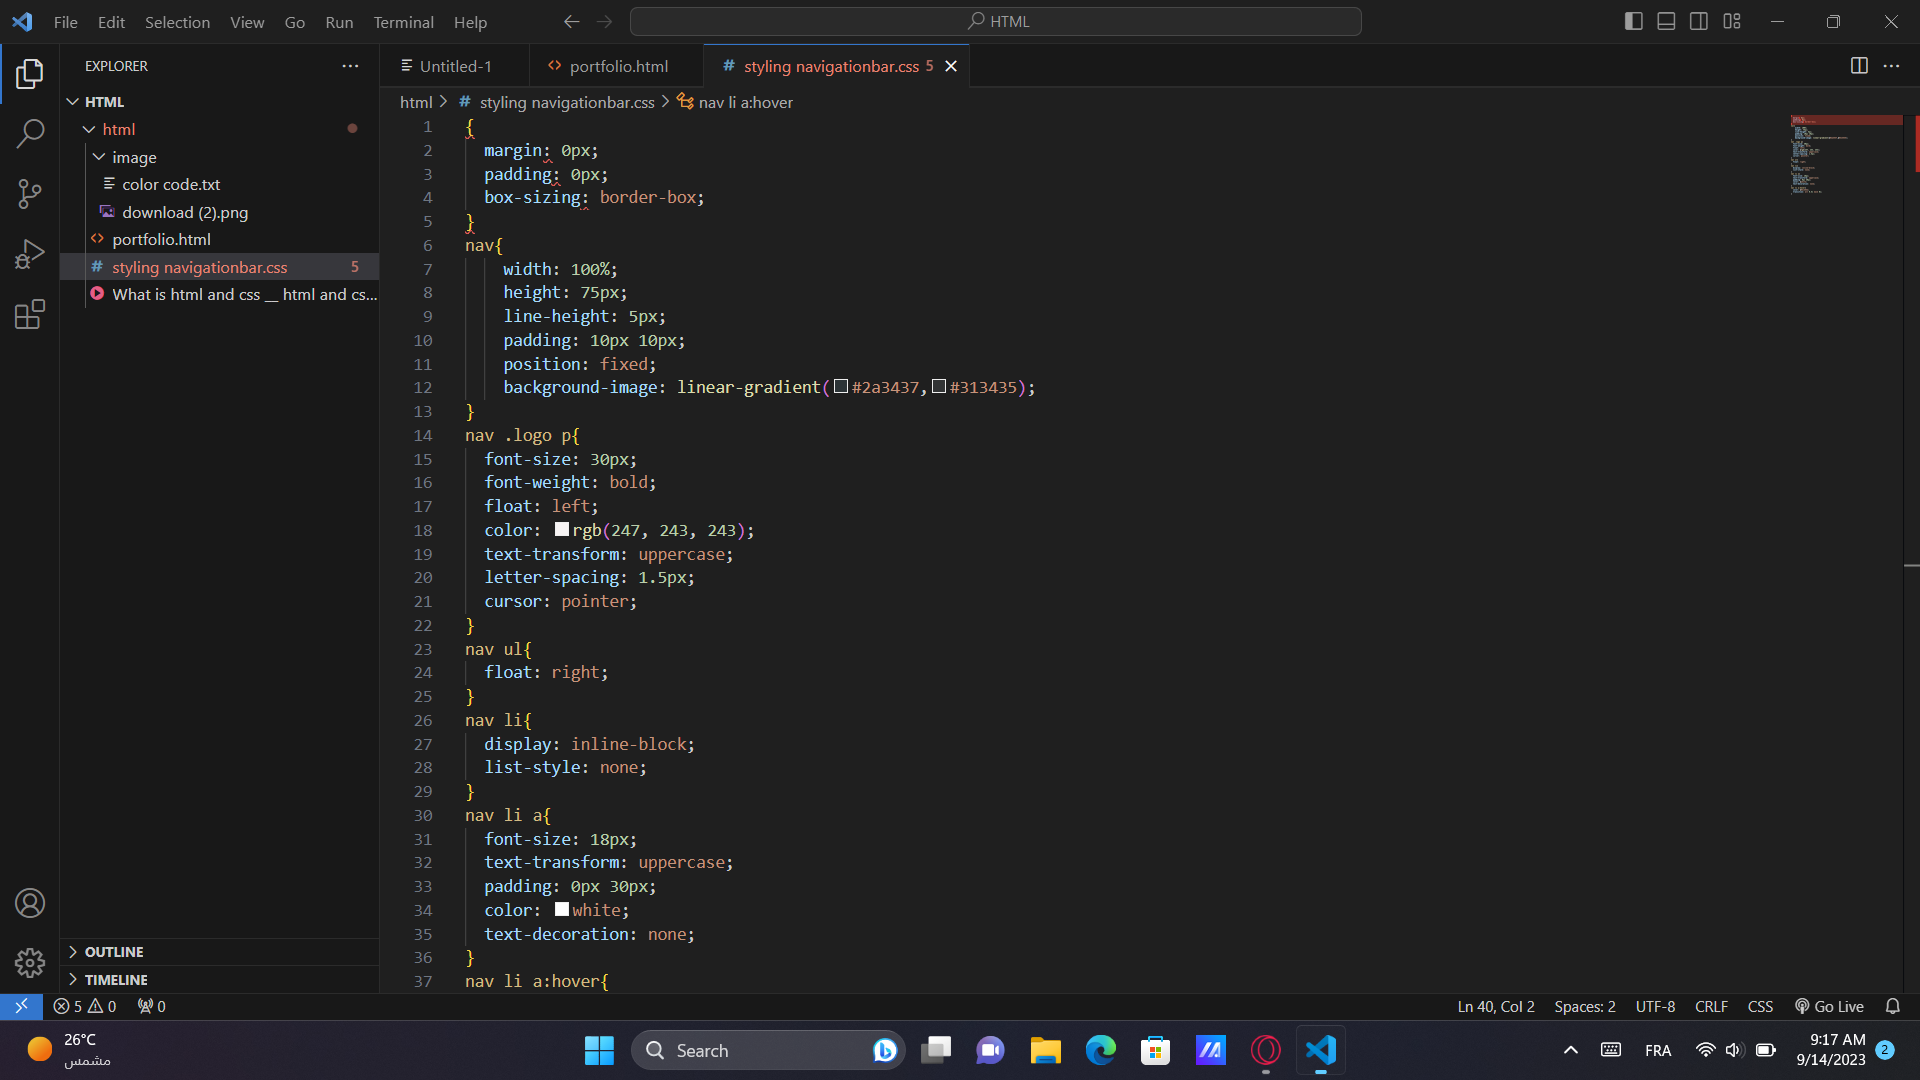 File Edit Selection View Go Run Terminal Help
HTML
EXPLORER
Untitled-1
portfolio.html
styling navigationbar.css 5
HTML
html
image
color code.txt
download (2).png
portfolio.html
styling navigationbar.css 5
What is html and css __ html and cs...
OUTLINE
TIMELINE
html > # styling navigationbar.css > nav li a:hover
1 {
2 margin: 0px;
3 padding: 0px;
4 box-sizing: border-box;
5 }
6 nav{
7 width: 100%;
8 height: 75px;
9 line-height: 5px;
10 padding: 10px 10px;
11 position: fixed;
12 background-image: linear-gradient(#2a3437,#313435);
13 }
14 nav .logo p{
15 font-size: 30px;
16 font-weight: bold;
17 float: left;
18 color: rgb(247, 243, 243);
19 text-transform: uppercase;
20 letter-spacing: 1.5px;
21 cursor: pointer;
22 }
23 nav ul{
24 float: right;
25 }
26 nav li{
27 display: inline-block;
28 list-style: none;
29 }
30 nav li a{
31 font-size: 18px;
32 text-transform: uppercase;
33 padding: 0px 30px;
34 color: white;
35 text-decoration: none;
36 }
37 nav li a:hover{
5 0 0
Ln 40, Col 2 Spaces: 2 UTF-8 CRLF CSS Go Live
26°C
مشمس
Search
FRA
9:17 AM
9/14/2023
2